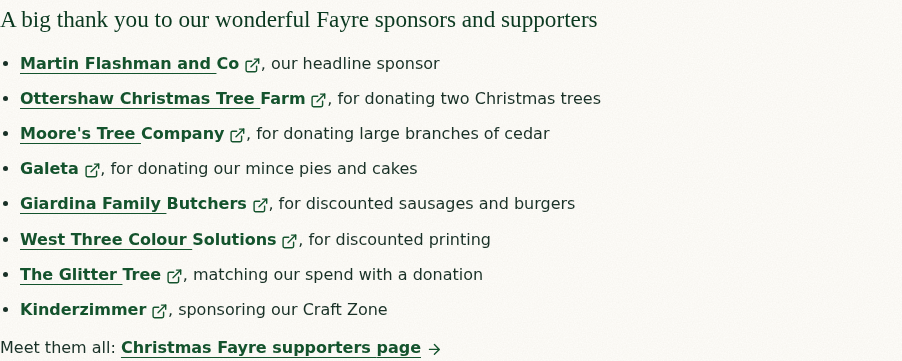 A big thank you to our wonderful Fayre sponsors and supporters
• Martin Flashman and Co, our headline sponsor
• Ottershaw Christmas Tree Farm, for donating two Christmas trees
• Moore's Tree Company, for donating large branches of cedar
• Galeta, for donating our mince pies and cakes
• Giardina Family Butchers, for discounted sausages and burgers
• West Three Colour Solutions, for discounted printing
• The Glitter Tree, matching our spend with a donation
• Kinderzimmer, sponsoring our Craft Zone
Meet them all: Christmas Fayre supporters page →